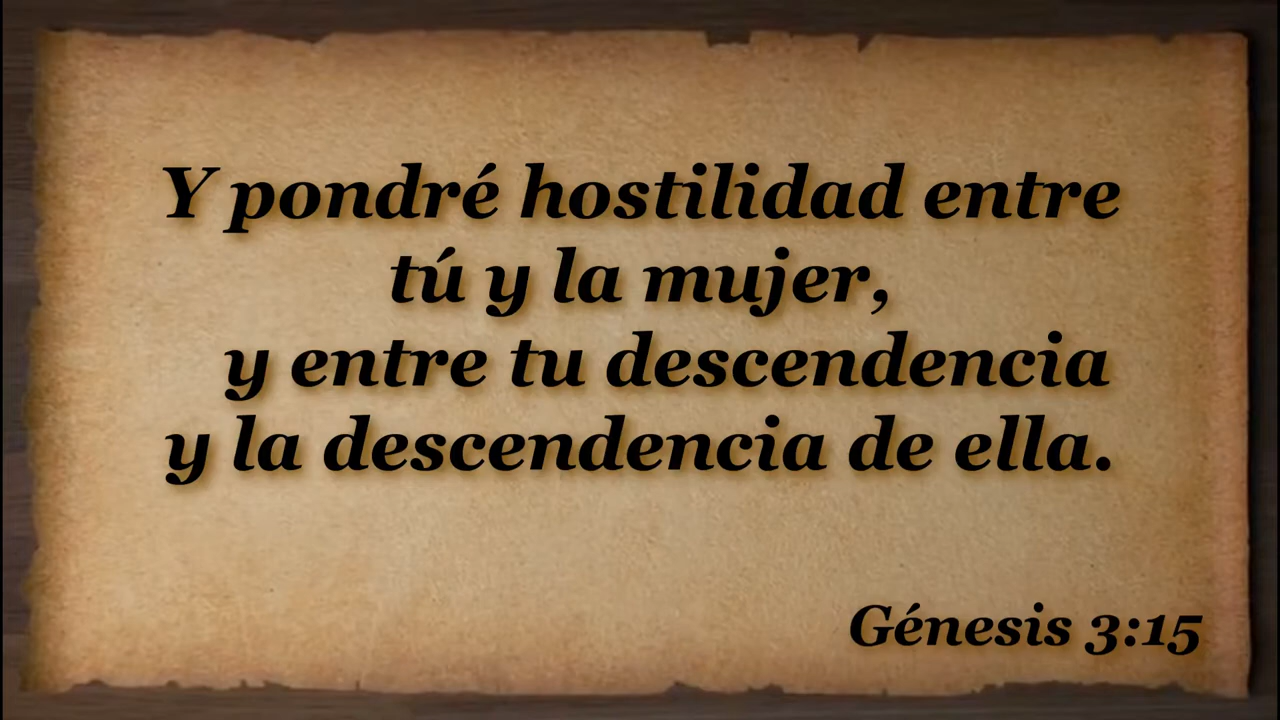 Y pondré hostilidad entre
tú y la mujer,
y entre tu descendencia
y la descendencia de ella.
Génesis 3:15